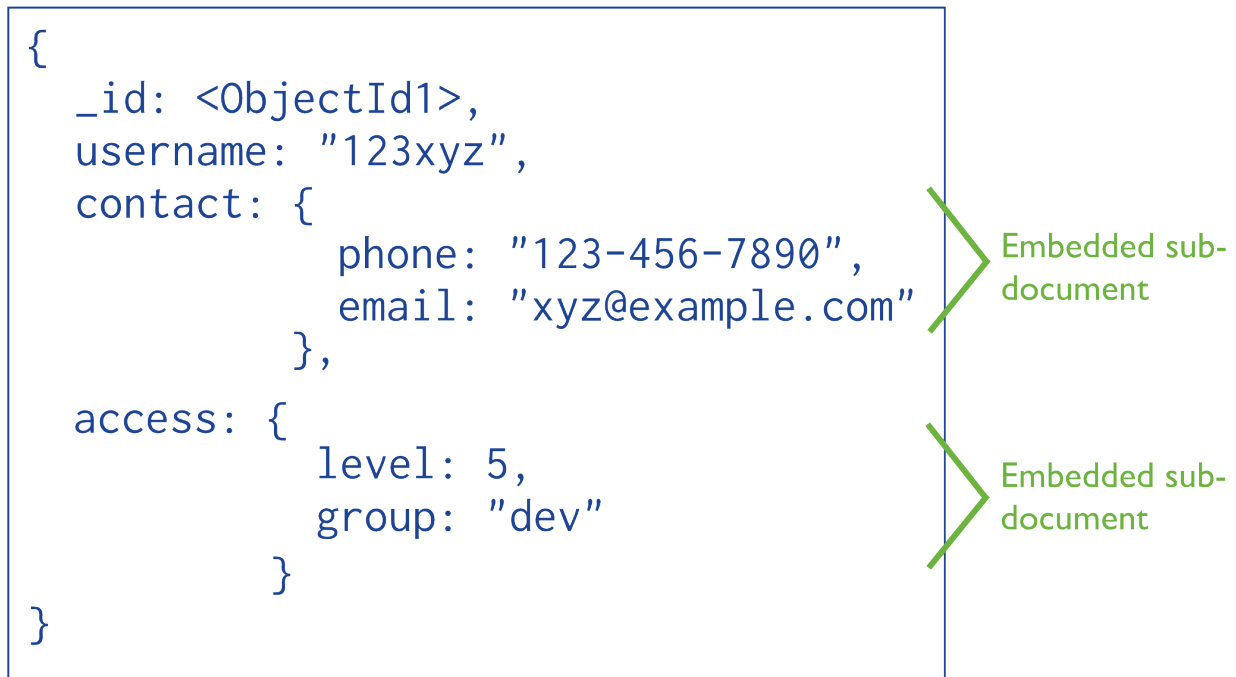 {
_id: <ObjectId1>,
username: "123xyz",
contact: {
phone: "123-456-7890",
email: "xyz@example.com"
},
access: {
level: 5,
group: "dev"
}
}
Embedded sub-
document
Embedded sub-
document